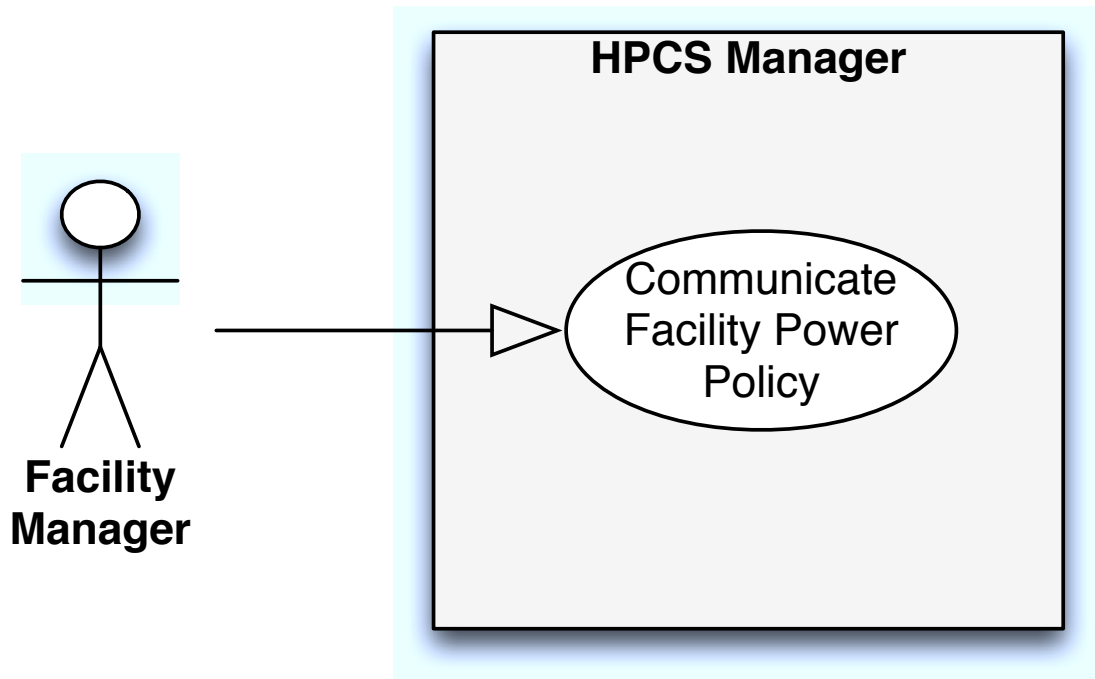 HPCS Manager
Communicate
Facility Power
Policy
Facility
Manager